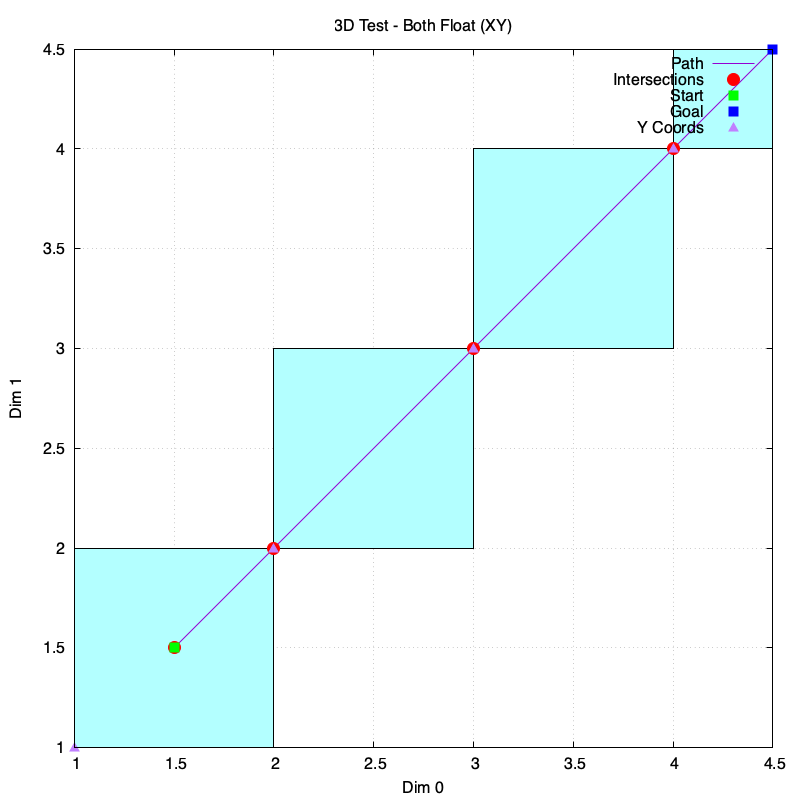 3D Test - Both Float (XY)
4.5
4
3.5
3
2.5
2
1.5
1
Dim 1
Path
Intersections
Start
Goal
Y Coords
1 1.5 2 2.5 3 3.5 4 4.5
Dim 0